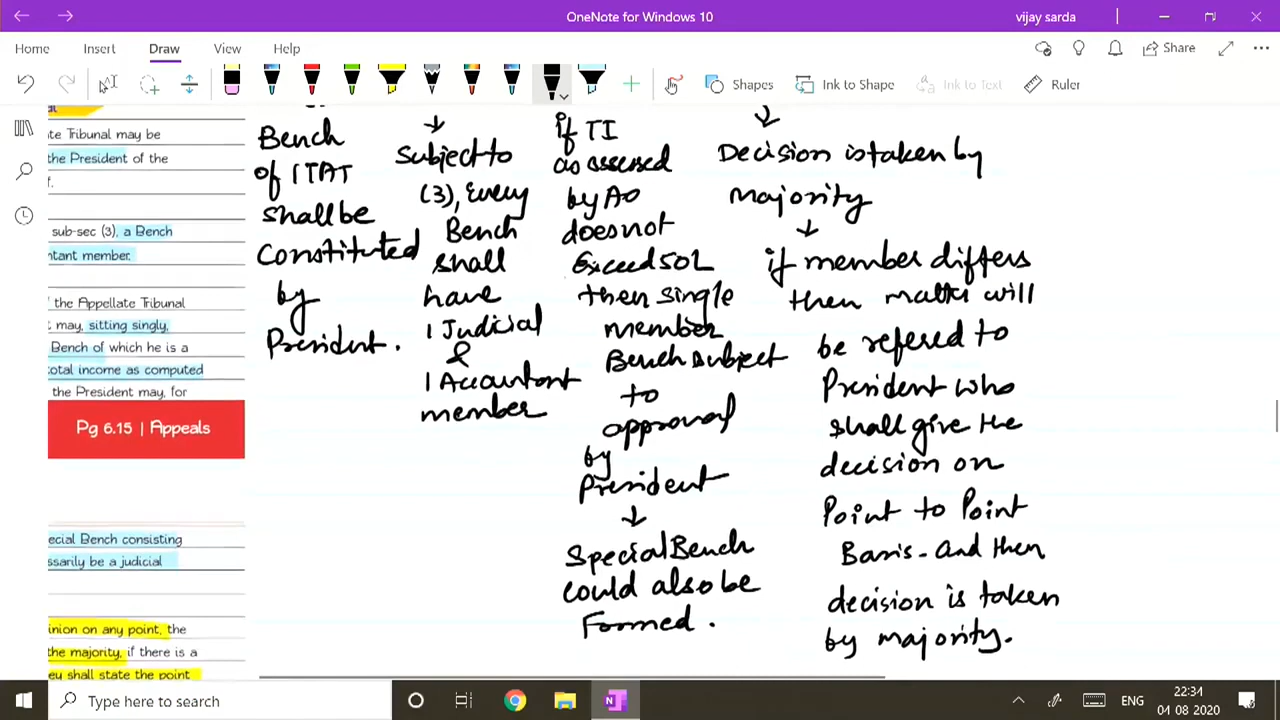 OneNote for Windows 10
vijay sarda
Home Insert Draw View Help
Share
Shapes
Ink to Shape
Ink to Text
Ruler
te Tribunal may be
the President of the
sub-sec (3), a Bench
ntant member.
f the Appellate Tribunal
t may, sitting singly,
Bench of which he is a
total income as computed
the President may, for
Pg 6.15 | Appeals
ecial Bench consisting
ssarily be a judicial
inion on any point, the
the majority, if there is a
ey shall state the point
Bench
of ITAT
shall be
Constituted
by
President.
Subject to
(3), Every
Bench
shall
have
1 Judicial
&
1 Accountant
member
if TI
as assessed
by AO
does not
Exceed 50L
then single
member
Bench subject
to
approval
by
President
Special Bench
could also be
Formed.
Decision is taken by
majority
if member differs
then matter will
be refered to
President who
shall give the
decision on
Point to Point
Basis - And then
decision is taken
by majority.
Type here to search
ENG
22:34
04-08-2020